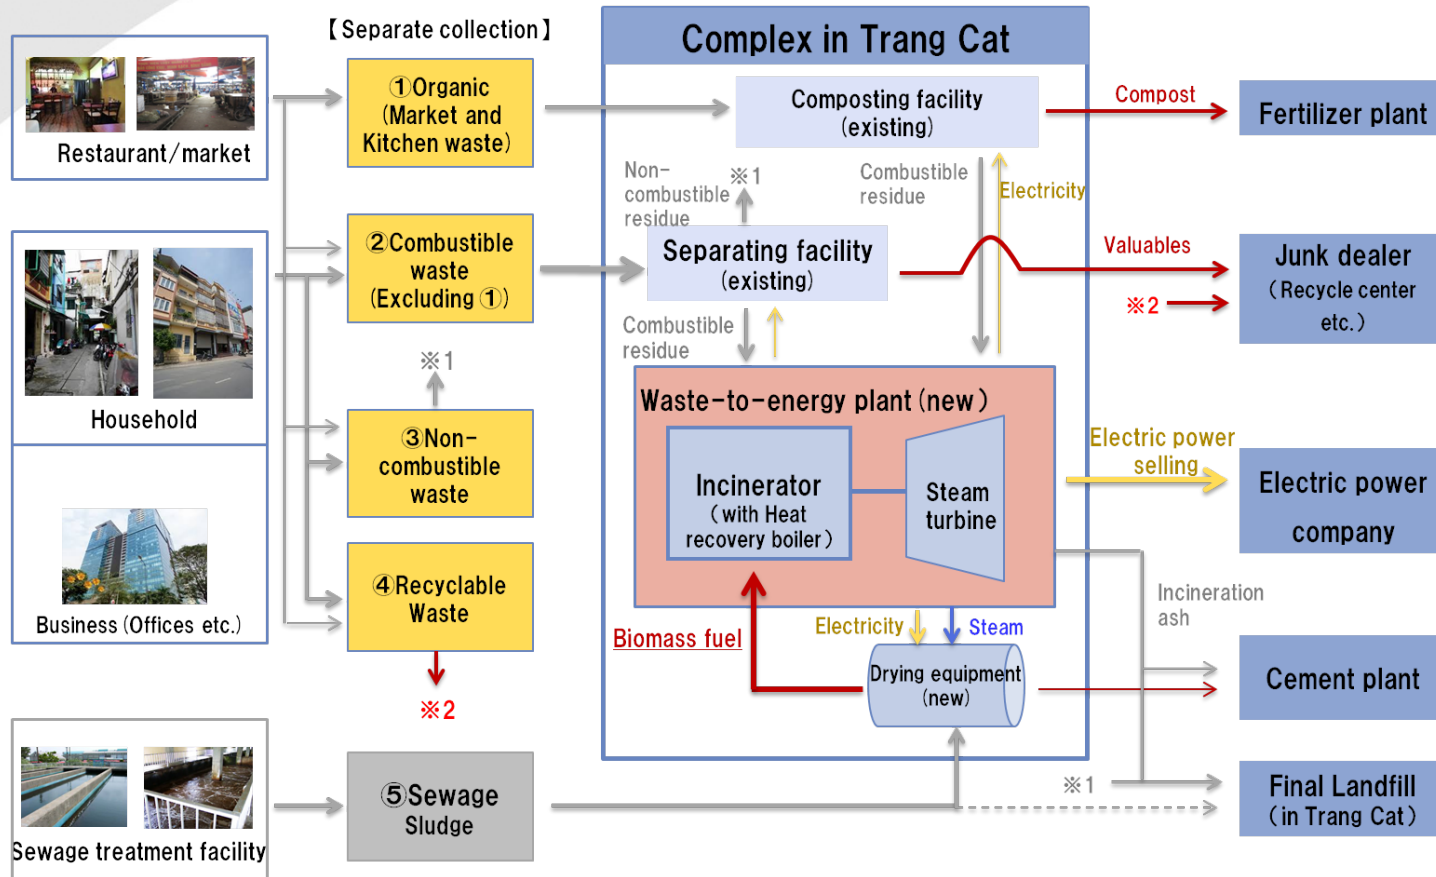 【Separate collection】
Complex in Trang Cat
Restaurant/market
①Organic
(Market and
Kitchen waste)
Composting facility
(existing)
Compost
Fertilizer plant
Non-
combustible
residue
※1
Combustible
residue
Electricity
Household
②Combustible
waste
(Excluding ①)
Separating facility
(existing)
Valuables
※2
Junk dealer
(Recycle center
etc.)
Combustible
residue
※1
③Non-
combustible
waste
Waste-to-energy plant(new)
Incinerator
(with Heat
recovery boiler)
Steam
turbine
Electric power
selling
Electric power
company
Business(Offices etc.)
④Recyclable
Waste
※2
Biomass fuel
Electricity
Steam
Drying equipment
(new)
Incineration
ash
Cement plant
Sewage treatment facility
⑤Sewage
Sludge
※1
Final Landfill
(in Trang Cat)